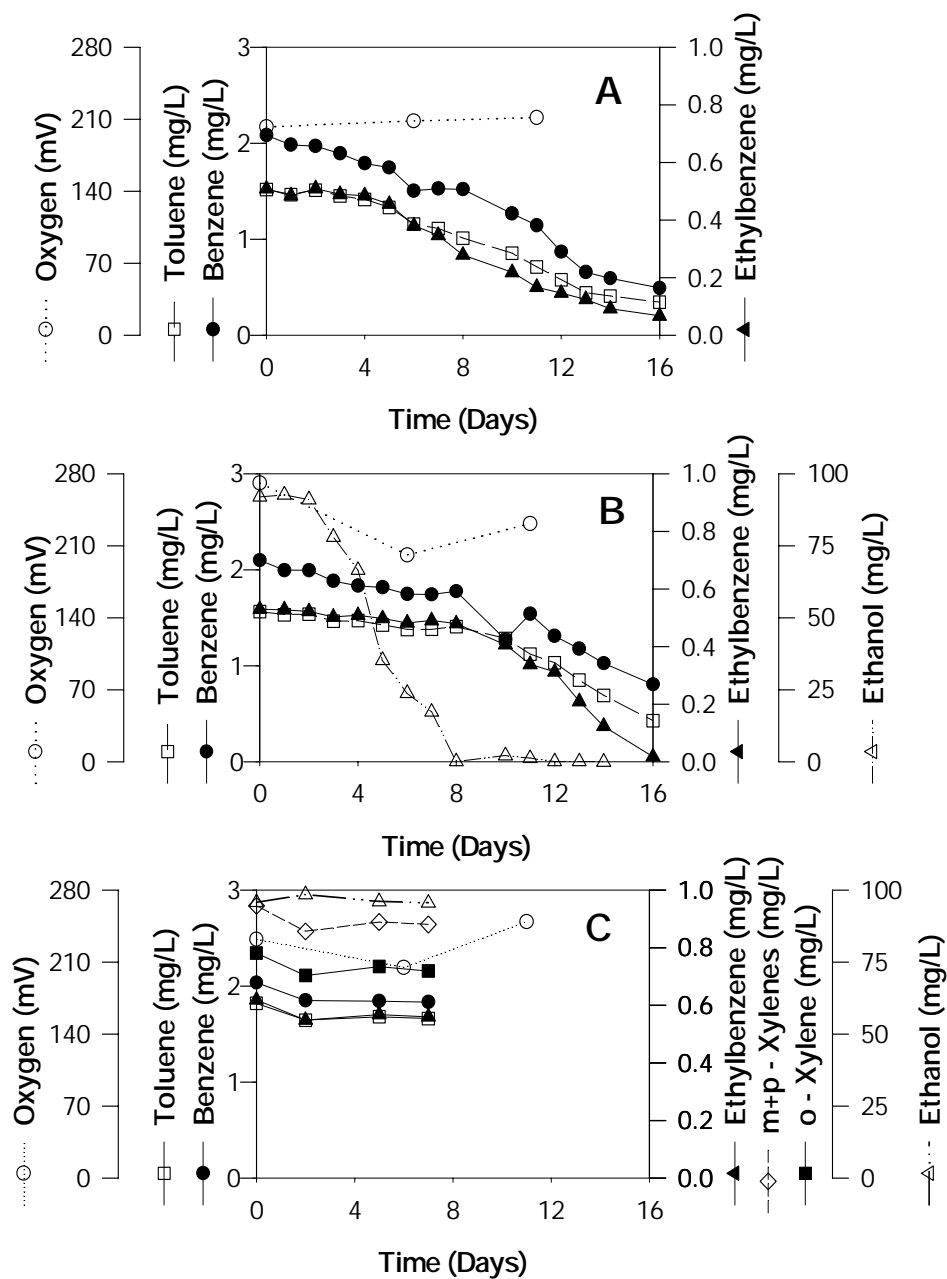 280
210
140
70
0
Oxygen (mV)
Toluene (mg/L)
Benzene (mg/L)
3
2
1
0
A
1.0
0.8
0.6
0.4
0.2
0.0
Ethylbenzene (mg/L)
0 4 8 12 16
Time (Days)
280
210
140
70
0
Oxygen (mV)
Toluene (mg/L)
Benzene (mg/L)
3
2
1
0
B
1.0
0.8
0.6
0.4
0.2
0.0
Ethylbenzene (mg/L)
100
75
50
25
0
Ethanol (mg/L)
0 4 8 12 16
Time (Days)
280
210
140
70
0
Oxygen (mV)
Toluene (mg/L)
Benzene (mg/L)
3
2
1
0
C
1.0
0.8
0.6
0.4
0.2
0.0
Ethylbenzene (mg/L)
m+p - Xylenes (mg/L)
o - Xylene (mg/L)
100
75
50
25
0
Ethanol (mg/L)
0 4 8 12 16
Time (Days)